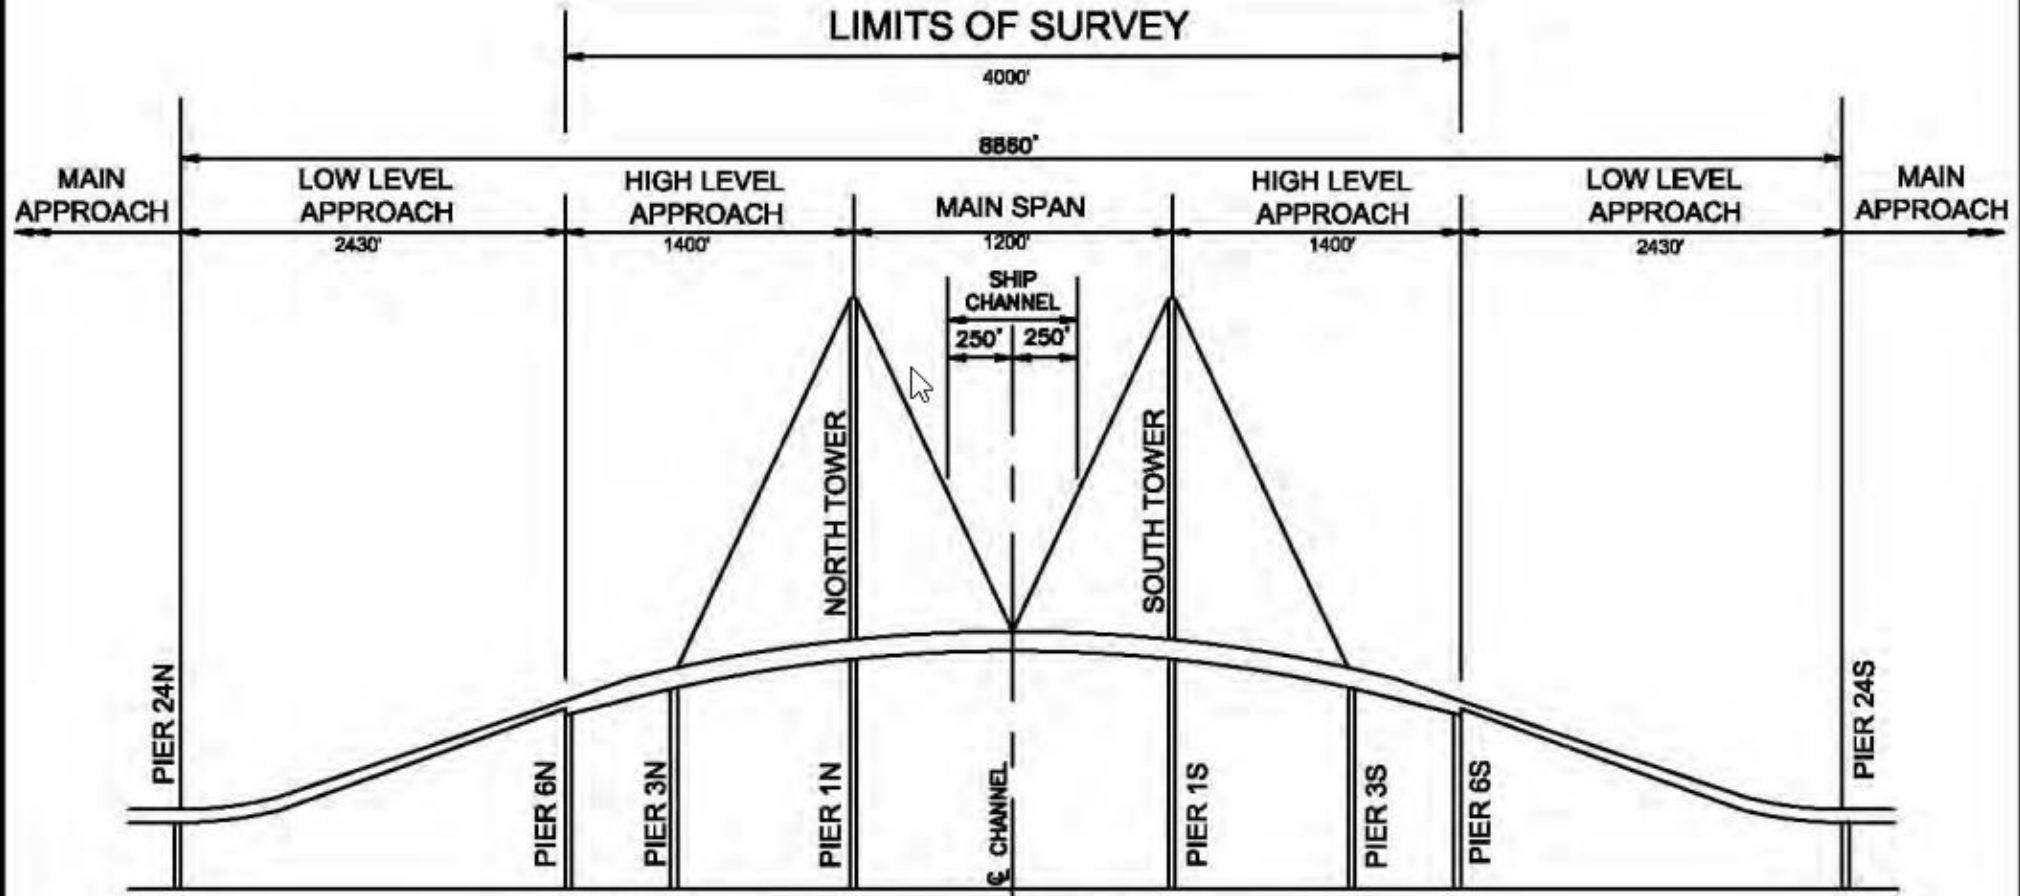 LIMITS OF SURVEY
4000'
8860'
MAIN
APPROACH
LOW LEVEL
APPROACH
2430'
HIGH LEVEL
APPROACH
1400'
MAIN SPAN
1200'
HIGH LEVEL
APPROACH
1400'
LOW LEVEL
APPROACH
2430'
MAIN
APPROACH
SHIP
CHANNEL
250'
250'
NORTH TOWER
SOUTH TOWER
PIER 24N
PIER 6N
PIER 3N
PIER 1N
℄ CHANNEL
PIER 1S
PIER 3S
PIER 6S
PIER 24S